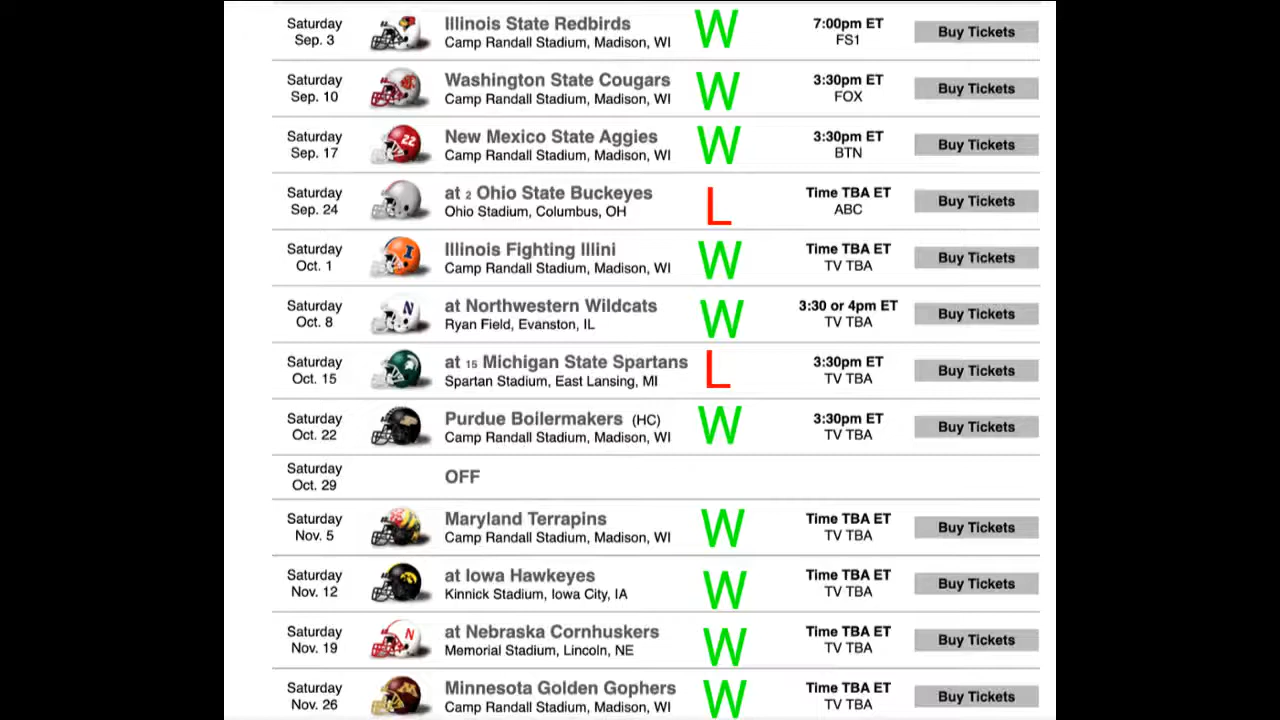 Saturday Sep. 3 Illinois State Redbirds W 7:00pm ET Buy Tickets
Camp Randall Stadium, Madison, WI FS1
Saturday Sep. 10 Washington State Cougars W 3:30pm ET Buy Tickets
Camp Randall Stadium, Madison, WI FOX
Saturday Sep. 17 22 New Mexico State Aggies W 3:30pm ET Buy Tickets
Camp Randall Stadium, Madison, WI BTN
Saturday Sep. 24 at 2 Ohio State Buckeyes L Time TBA ET Buy Tickets
Ohio Stadium, Columbus, OH ABC
Saturday Oct. 1 I Illinois Fighting Illini W Time TBA ET Buy Tickets
Camp Randall Stadium, Madison, WI TV TBA
Saturday Oct. 8 N at Northwestern Wildcats W 3:30 or 4pm ET Buy Tickets
Ryan Field, Evanston, IL TV TBA
Saturday Oct. 15 at 15 Michigan State Spartans L 3:30pm ET Buy Tickets
Spartan Stadium, East Lansing, MI TV TBA
Saturday Oct. 22 Purdue Boilermakers (HC) W 3:30pm ET Buy Tickets
Camp Randall Stadium, Madison, WI TV TBA
Saturday Oct. 29 OFF
Saturday Nov. 5 Maryland Terrapins W Time TBA ET Buy Tickets
Camp Randall Stadium, Madison, WI TV TBA
Saturday Nov. 12 at Iowa Hawkeyes W Time TBA ET Buy Tickets
Kinnick Stadium, Iowa City, IA TV TBA
Saturday Nov. 19 N at Nebraska Cornhuskers W Time TBA ET Buy Tickets
Memorial Stadium, Lincoln, NE TV TBA
Saturday Nov. 26 M Minnesota Golden Gophers W Time TBA ET Buy Tickets
Camp Randall Stadium, Madison, WI TV TBA